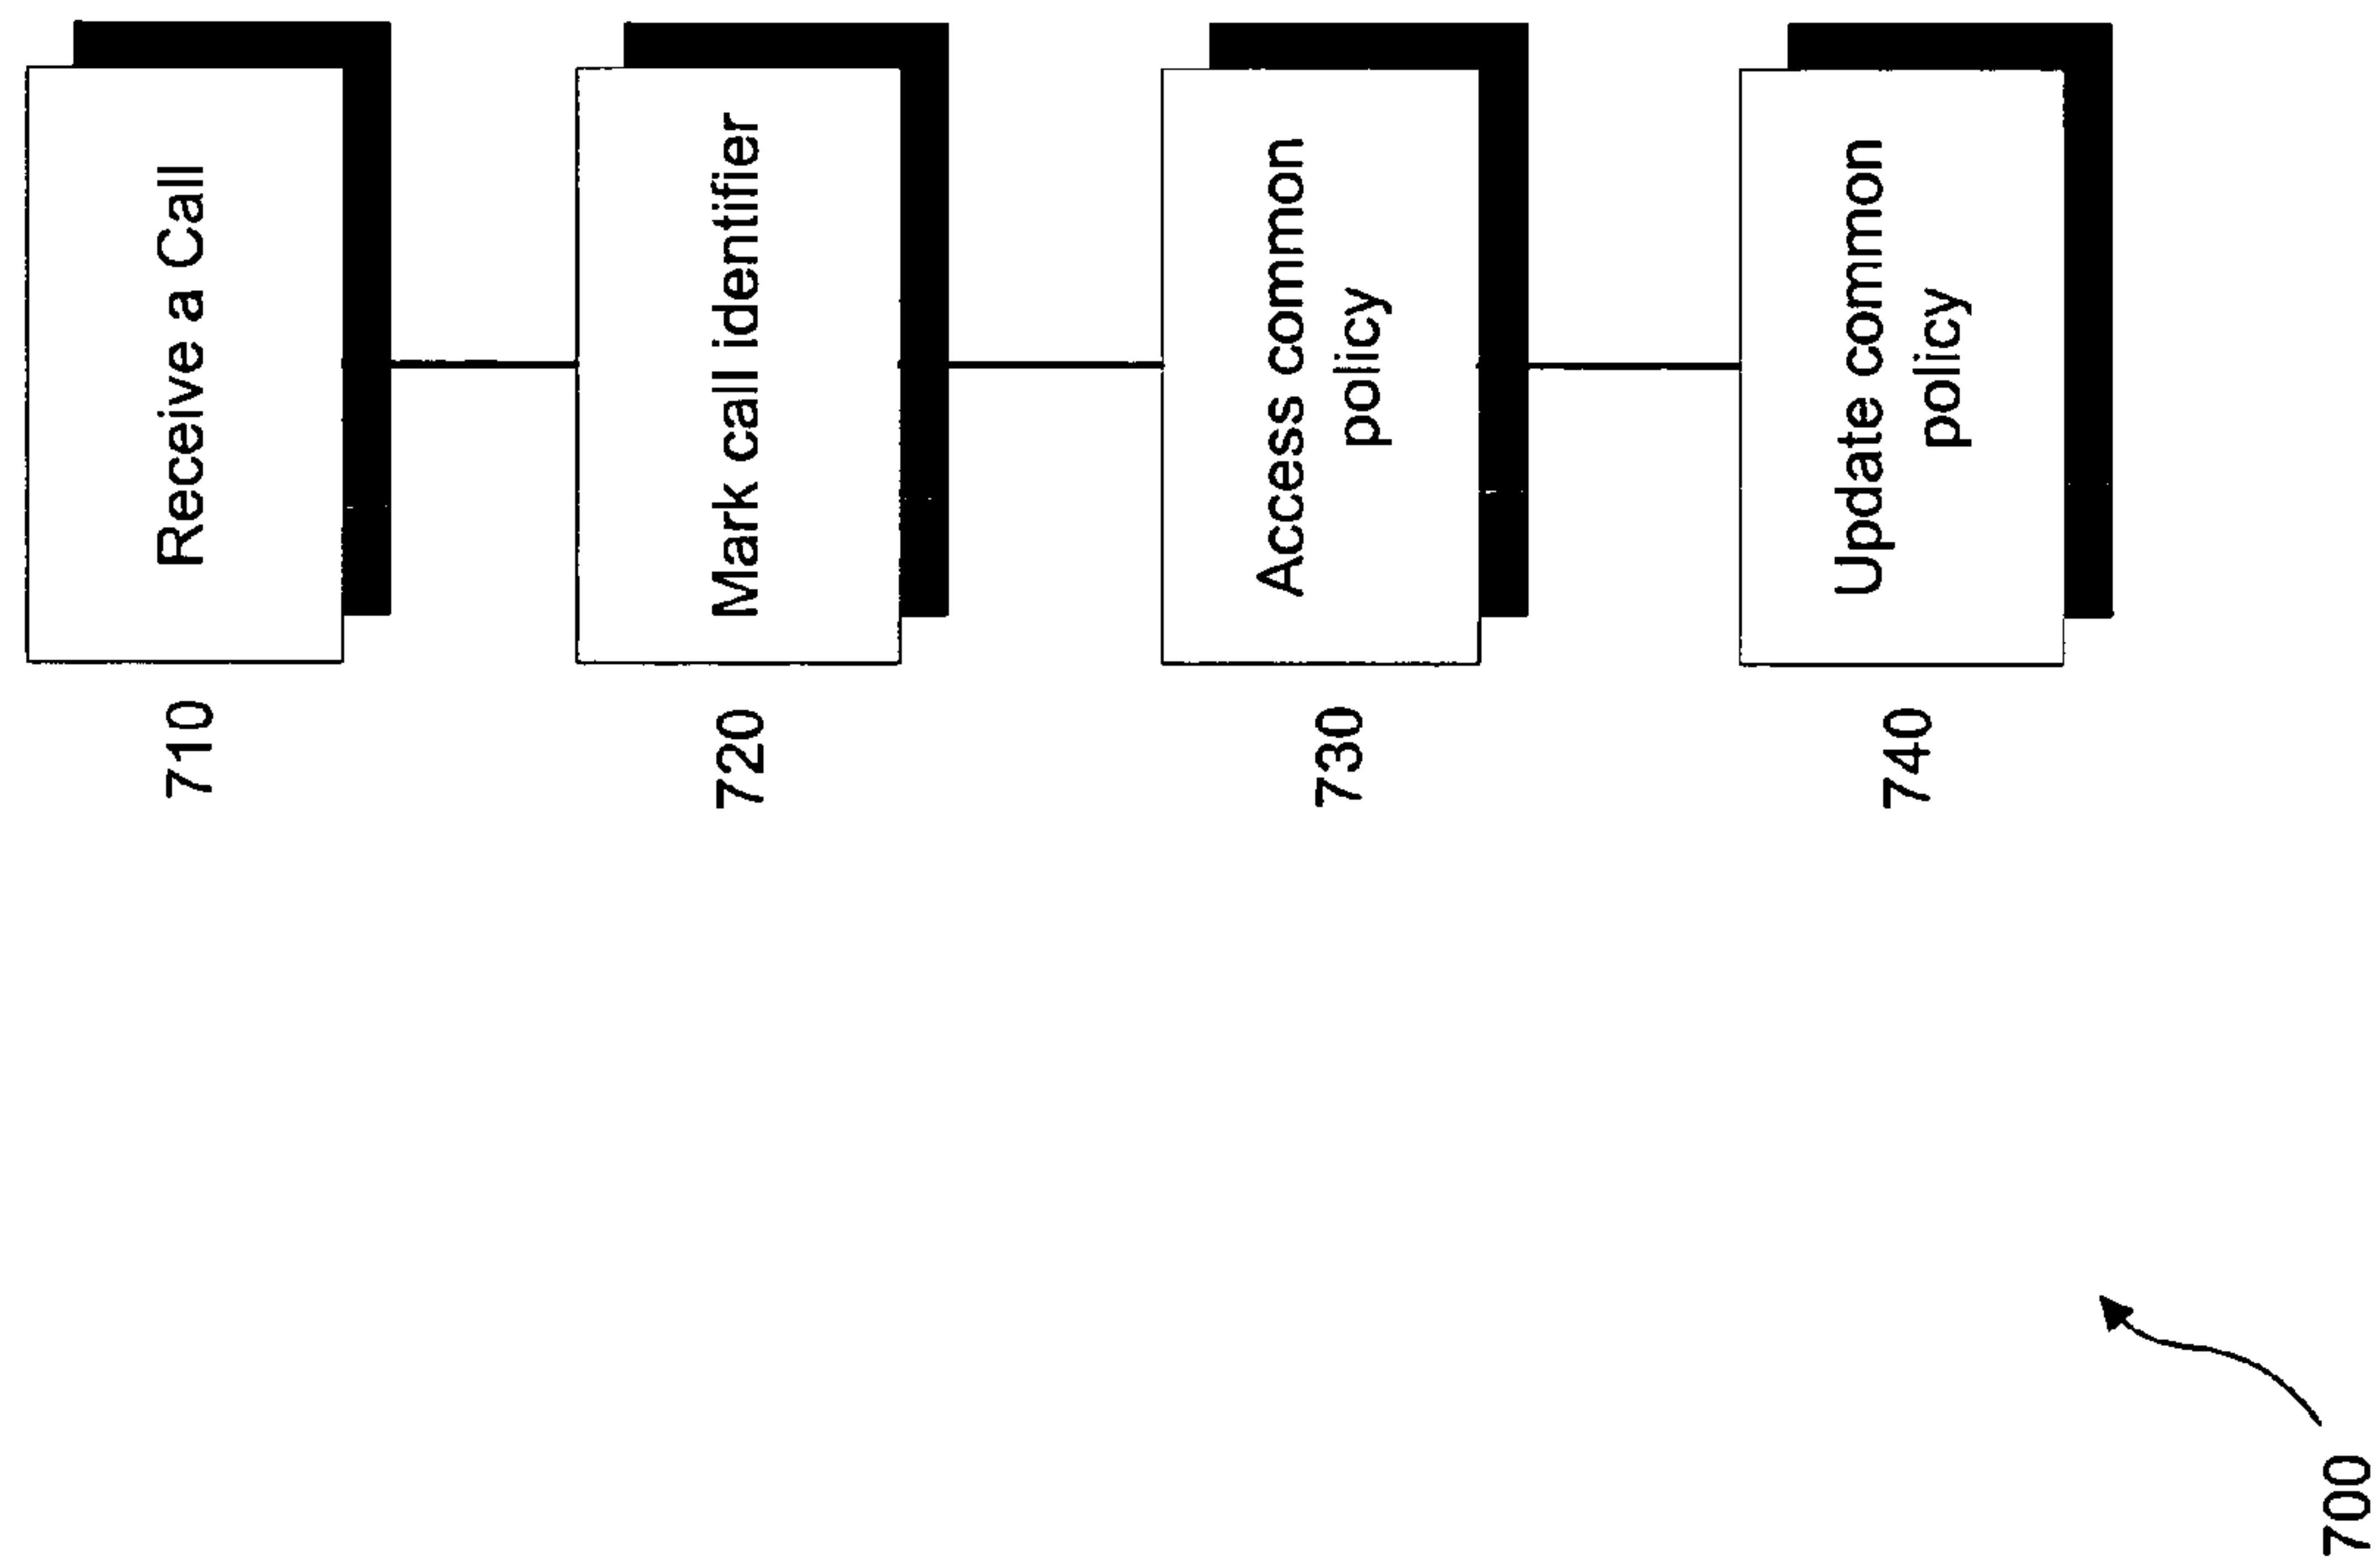 710
Receive a Call
720
Mark call identifier
730
Access common
policy
740
Update common
policy
700